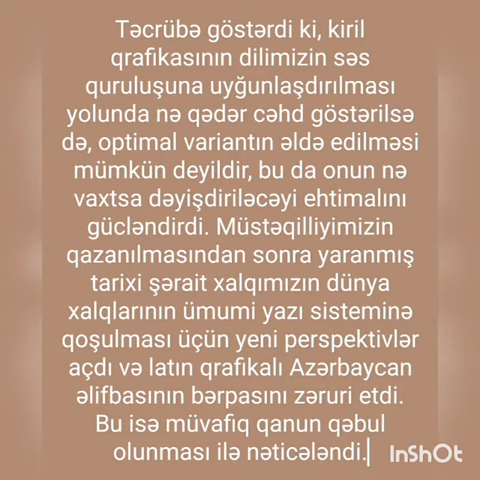 Təcrübə göstərdi ki, kiril
qrafikasının dilimizin səs
quruluşuna uyğunlaşdırılması
yolunda nə qədər cəhd göstərilsə
də, optimal variantın əldə edilməsi
mümkün deyildir, bu da onun nə
vaxtsa dəyişdiriləcəyi ehtimalını
gücləndirdi. Müstəqilliyimizin
qazanılmasından sonra yaranmış
tarixi şərait xalqımızın dünya
xalqlarının ümumi yazı sisteminə
qoşulması üçün yeni perspektivlər
açdı və latın qrafikalı Azərbaycan
əlifbasının bərpasını zəruri etdi.
Bu isə müvafiq qanun qəbul
olunması ilə nəticələndi.
InShOt